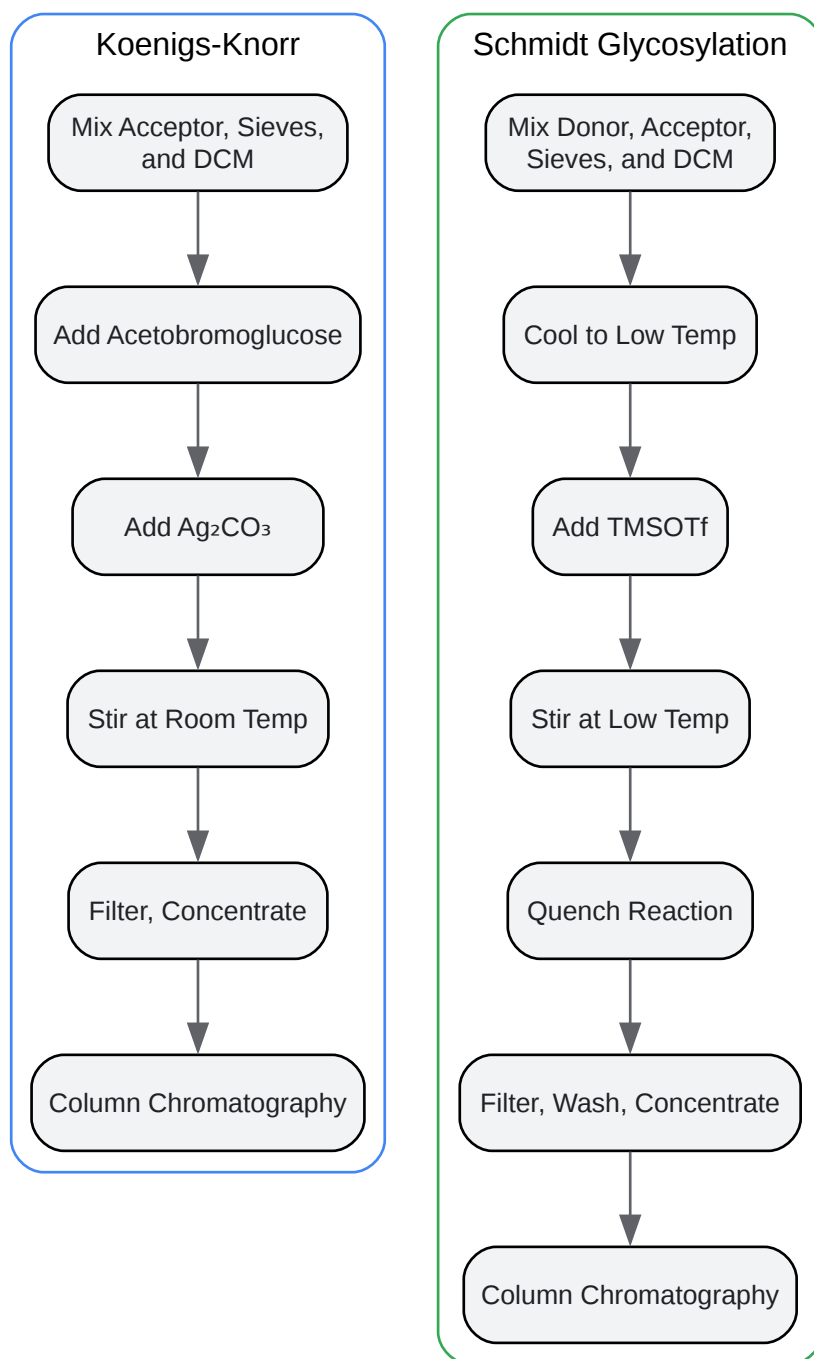 Koenigs-Knorr
Mix Acceptor, Sieves,
and DCM
Add Acetobromoglucose
Add Ag₂CO₃
Stir at Room Temp
Filter, Concentrate
Column Chromatography
Schmidt Glycosylation
Mix Donor, Acceptor,
Sieves, and DCM
Cool to Low Temp
Add TMSOTf
Stir at Low Temp
Quench Reaction
Filter, Wash, Concentrate
Column Chromatography